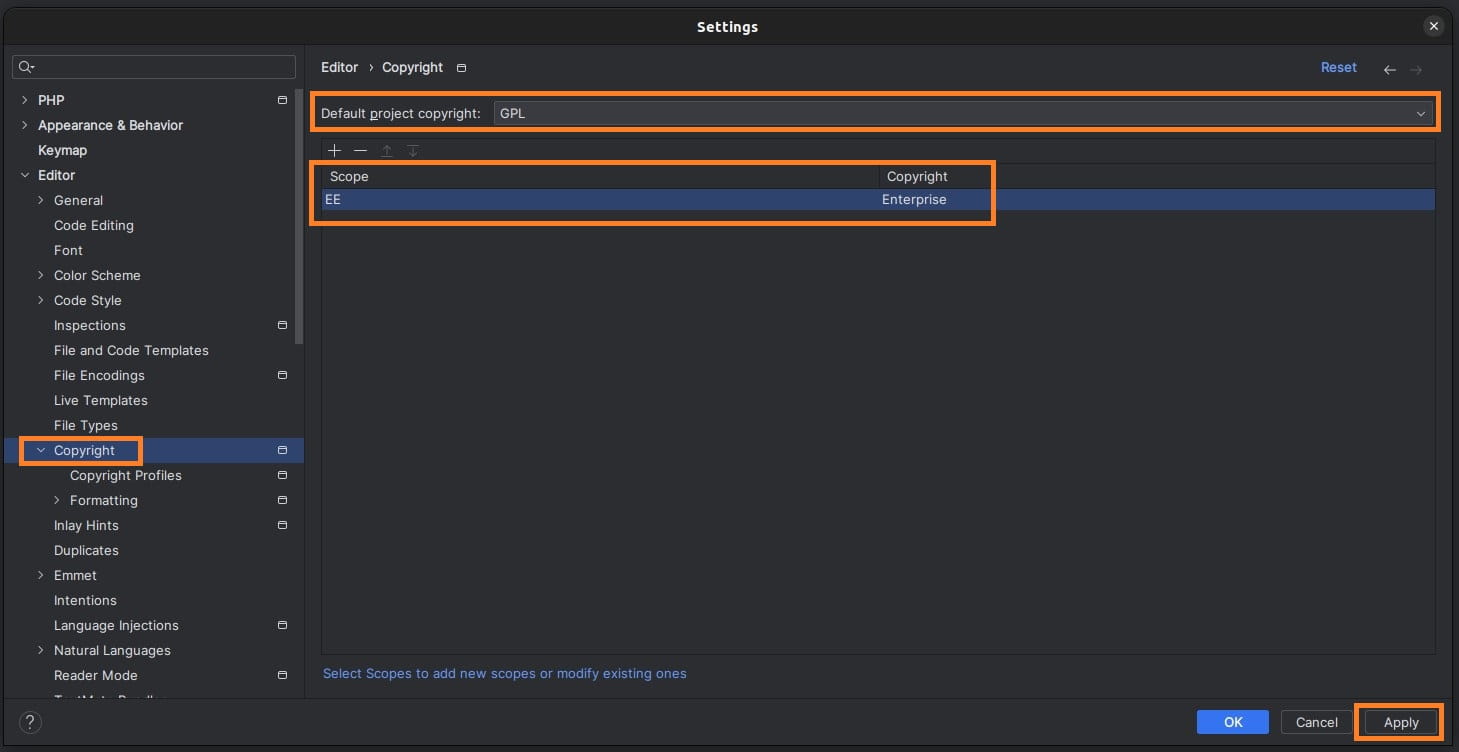 Settings
PHP
Appearance & Behavior
Keymap
Editor
General
Code Editing
Font
Color Scheme
Code Style
Inspections
File and Code Templates
File Encodings
Live Templates
File Types
Copyright
Copyright Profiles
Formatting
Inlay Hints
Duplicates
Emmet
Intentions
Language Injections
Natural Languages
Reader Mode
Editor › Copyright
Reset
Default project copyright: GPL
Scope Copyright
EE Enterprise
Select Scopes to add new scopes or modify existing ones
? OK Cancel Apply